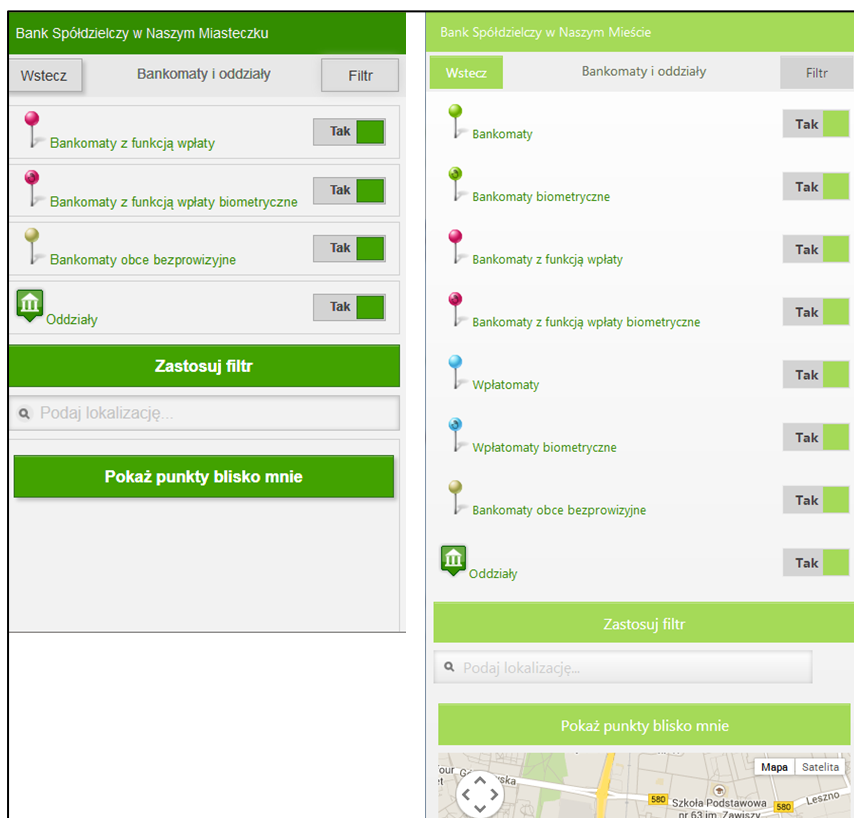 Bank Spółdzielczy w Naszym Miasteczku
Wstecz
Bankomaty i oddziały
Filtr
Bankomaty z funkcją wpłaty
Tak
Bankomaty z funkcją wpłaty biometryczne
Tak
Bankomaty obce bezprowizyjne
Tak
Oddziały
Tak
Zastosuj filtr
Podaj lokalizację...
Pokaż punkty blisko mnie
Bank Spółdzielczy w Naszym Mieście
Wstecz
Bankomaty i oddziały
Filtr
Bankomaty
Tak
Bankomaty biometryczne
Tak
Bankomaty z funkcją wpłaty
Tak
Bankomaty z funkcją wpłaty biometryczne
Tak
Wpłatomaty
Tak
Wpłatomaty biometryczne
Tak
Bankomaty obce bezprowizyjne
Tak
Oddziały
Tak
Zastosuj filtr
Podaj lokalizację...
Pokaż punkty blisko mnie
Mapa
Satelita
580
Szkoła Podstawowa
nr 63 im. Zawiszy
580
Leszno